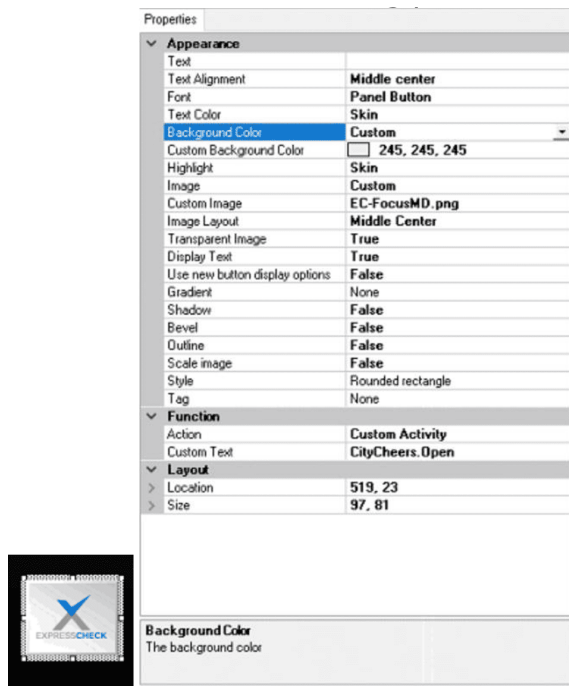 Properties
Appearance
Text
Text Alignment Middle center
Font Panel Button
Text Color Skin
Background Color Custom
Custom Background Color 245, 245, 245
Highlight Skin
Image Custom
Custom Image EC-FocusMD.png
Image Layout Middle Center
Transparent Image True
Display Text True
Use new button display options False
Gradient None
Shadow False
Bevel False
Outline False
Scale image False
Style Rounded rectangle
Tag None
Function
Action Custom Activity
Custom Text CityCheers.Open
Layout
Location 519, 23
Size 97, 81
EXPRESSCHECK
Background Color
The background color